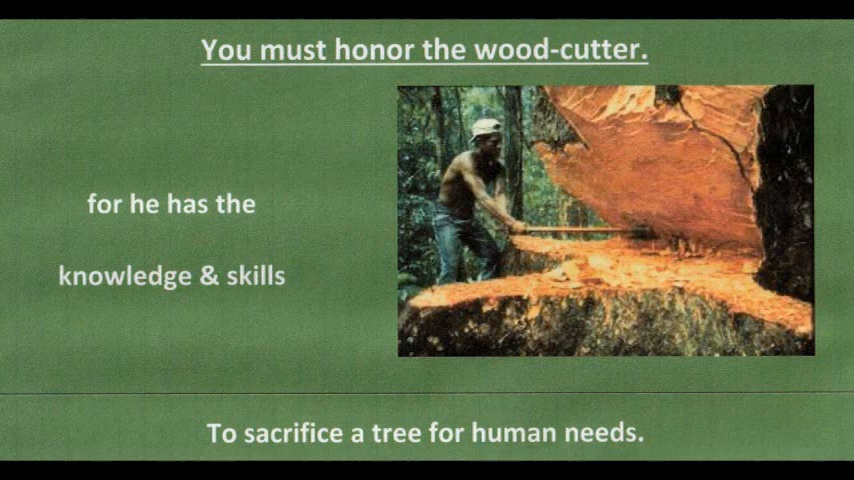 You must honor the wood-cutter.
for he has the
knowledge & skills
To sacrifice a tree for human needs.